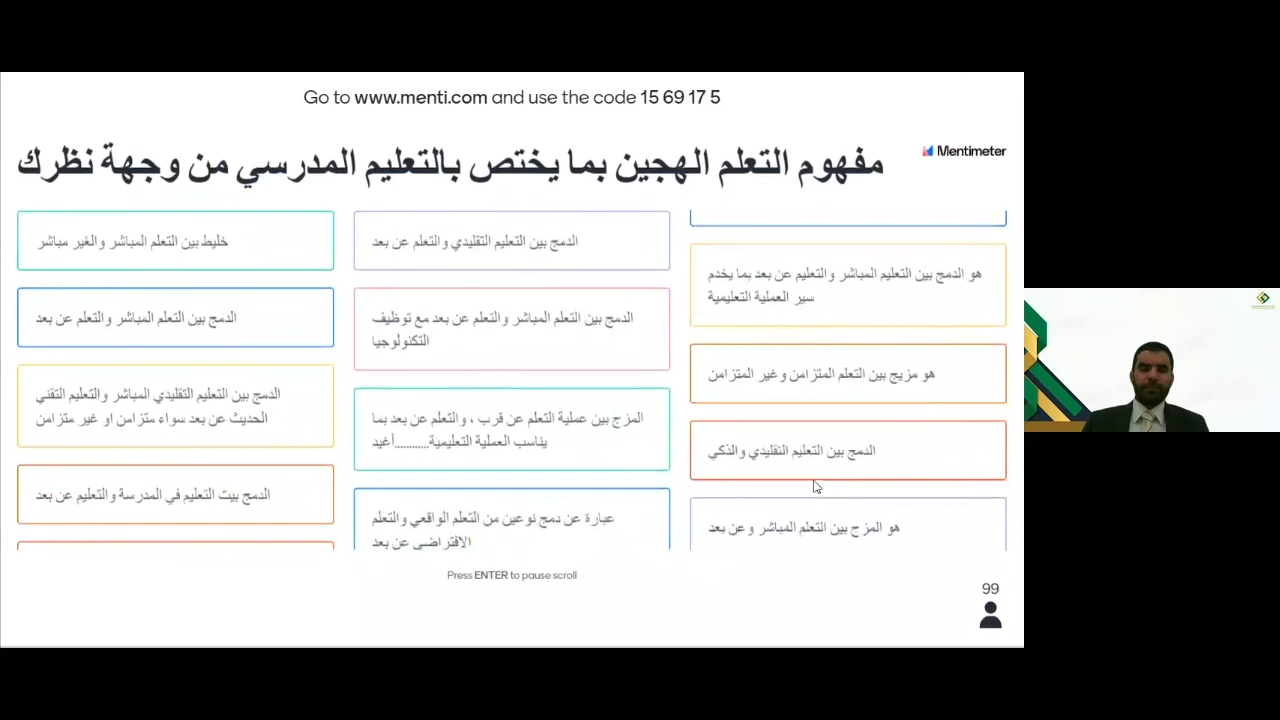 Go to www.menti.com and use the code 15 69 17 5
Mentimeter
مفهوم التعلم الهجين بما يختص بالتعليم المدرسي من وجهة نظرك
خليط بين التعلم المباشر والغير مباشر
الدمج بين التعلم المباشر والتعلم عن بعد
الدمج بين التعليم التقليدي المباشر والتعليم التقني
الحديث عن بعد سواء متزامن او غير متزامن
الدمج بيت التعليم في المدرسة والتعليم عن بعد
الدمج بين التعليم التقليدي والتعلم عن بعد
الدمج بين التعلم المباشر والتعلم عن بعد مع توظيف
التكنولوجيا
المزج بين عملية التعلم عن قرب ، والتعلم عن بعد بما
يناسب العملية التعليمية............أغيد
عبارة عن دمج نوعين من التعلم الواقعي والتعلم
الافتراضي عن بعد
هو الدمج بين التعليم المباشر والتعليم عن بعد بما يخدم
سير العملية التعليمية
هو مزيج بين التعلم المتزامن وغير المتزامن
الدمج بين التعليم التقليدي والذكي
هو المزج بين التعلم المباشر وعن بعد
Press ENTER to pause scroll
99